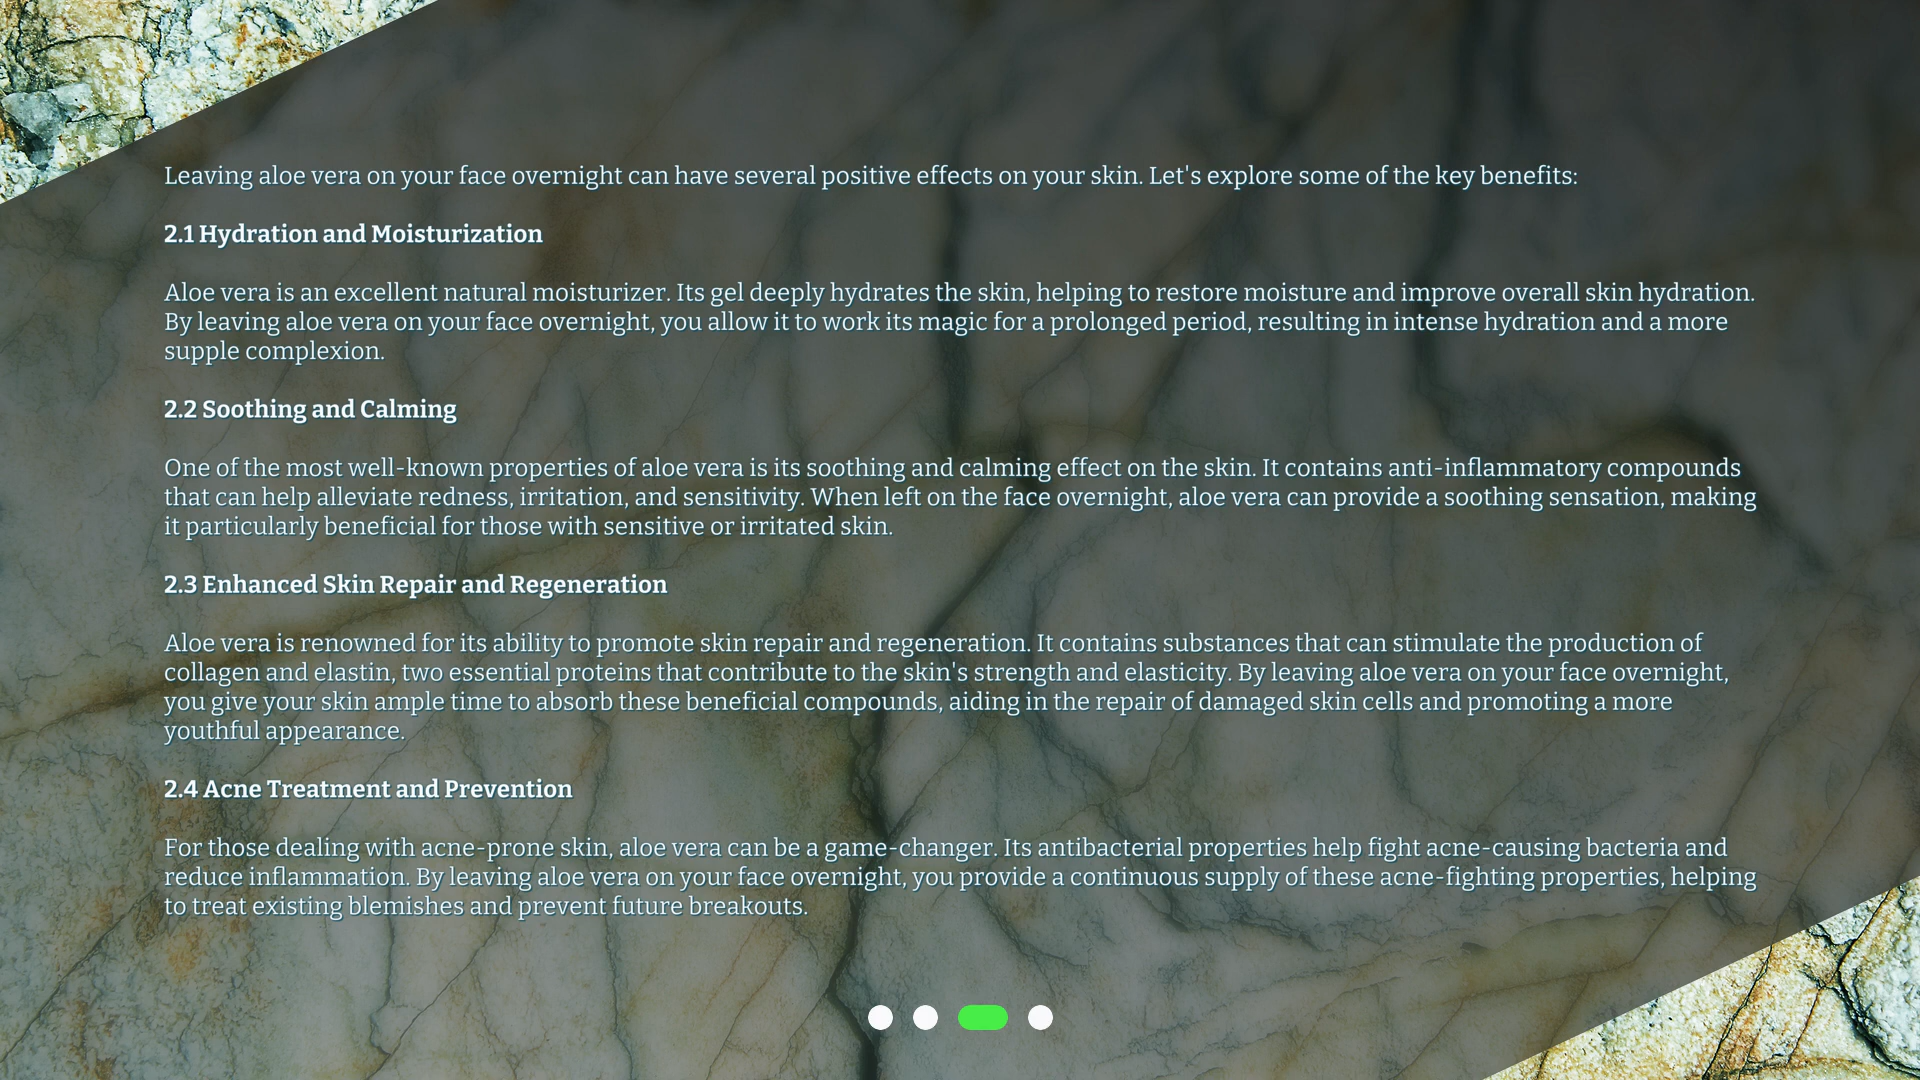 Leaving aloe vera on your face overnight can have several positive effects on your skin. Let's explore some of the key benefits:
2.1 Hydration and Moisturization
Aloe vera is an excellent natural moisturizer. Its gel deeply hydrates the skin, helping to restore moisture and improve overall skin hydration.
By leaving aloe vera on your face overnight, you allow it to work its magic for a prolonged period, resulting in intense hydration and a more
supple complexion.
2.2 Soothing and Calming
One of the most well-known properties of aloe vera is its soothing and calming effect on the skin. It contains anti-inflammatory compounds
that can help alleviate redness, irritation, and sensitivity. When left on the face overnight, aloe vera can provide a soothing sensation, making
it particularly beneficial for those with sensitive or irritated skin.
2.3 Enhanced Skin Repair and Regeneration
Aloe vera is renowned for its ability to promote skin repair and regeneration. It contains substances that can stimulate the production of
collagen and elastin, two essential proteins that contribute to the skin's strength and elasticity. By leaving aloe vera on your face overnight,
you give your skin ample time to absorb these beneficial compounds, aiding in the repair of damaged skin cells and promoting a more
youthful appearance.
2.4 Acne Treatment and Prevention
For those dealing with acne-prone skin, aloe vera can be a game-changer. Its antibacterial properties help fight acne-causing bacteria and
reduce inflammation. By leaving aloe vera on your face overnight, you provide a continuous supply of these acne-fighting properties, helping
to treat existing blemishes and prevent future breakouts.